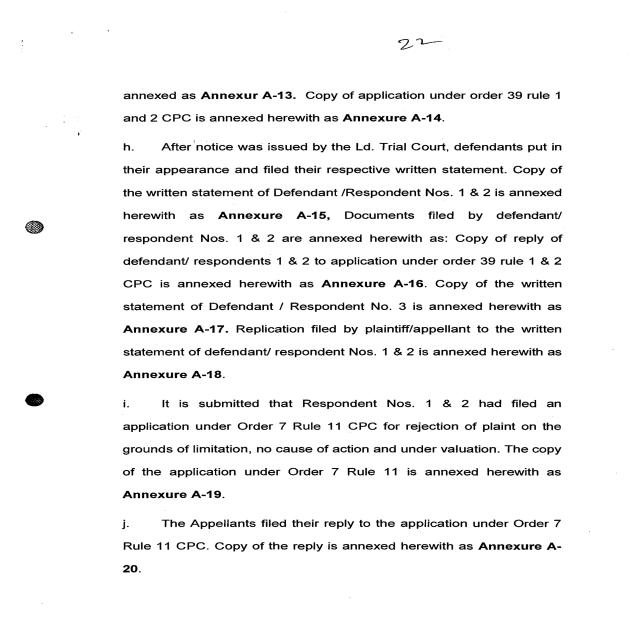 22
annexed as Annexur A-13. Copy of application under order 39 rule 1
and 2 CPC is annexed herewith as Annexure A-14.
h. After notice was issued by the Ld. Trial Court, defendants put in
their appearance and filed their respective written statement. Copy of
the written statement of Defendant /Respondent Nos. 1 & 2 is annexed
herewith as Annexure A-15, Documents filed by defendant/
respondent Nos. 1 & 2 are annexed herewith as: Copy of reply of
defendant/ respondents 1 & 2 to application under order 39 rule 1 & 2
CPC is annexed herewith as Annexure A-16. Copy of the written
statement of Defendant / Respondent No. 3 is annexed herewith as
Annexure A-17. Replication filed by plaintiff/appellant to the written
statement of defendant/ respondent Nos. 1 & 2 is annexed herewith as
Annexure A-18.
i. It is submitted that Respondent Nos. 1 & 2 had filed an
application under Order 7 Rule 11 CPC for rejection of plaint on the
grounds of limitation, no cause of action and under valuation. The copy
of the application under Order 7 Rule 11 is annexed herewith as
Annexure A-19.
j. The Appellants filed their reply to the application under Order 7
Rule 11 CPC. Copy of the reply is annexed herewith as Annexure A-
20.